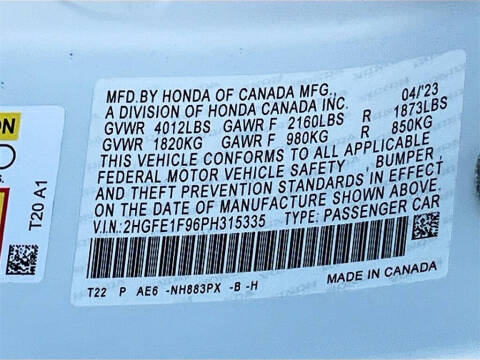 MFD.BY HONDA OF CANADA MFG., 04/'23
A DIVISION OF HONDA CANADA INC.
GVWR 4012LBS GAWR F 2160LBS R 1873LBS
GVWR 1820KG GAWR F 980KG R 850KG
THIS VEHICLE CONFORMS TO ALL APPLICABLE
FEDERAL MOTOR VEHICLE SAFETY, BUMPER
AND THEFT PREVENTION STANDARDS IN EFFECT
ON DATE OF MANUFACTURE SHOWN ABOVE.
V.I.N:2HGFE1F96PH315335 TYPE: PASSENGER CAR
T22 P AE6 -NH883PX -B -H MADE IN CANADA
T20 A1